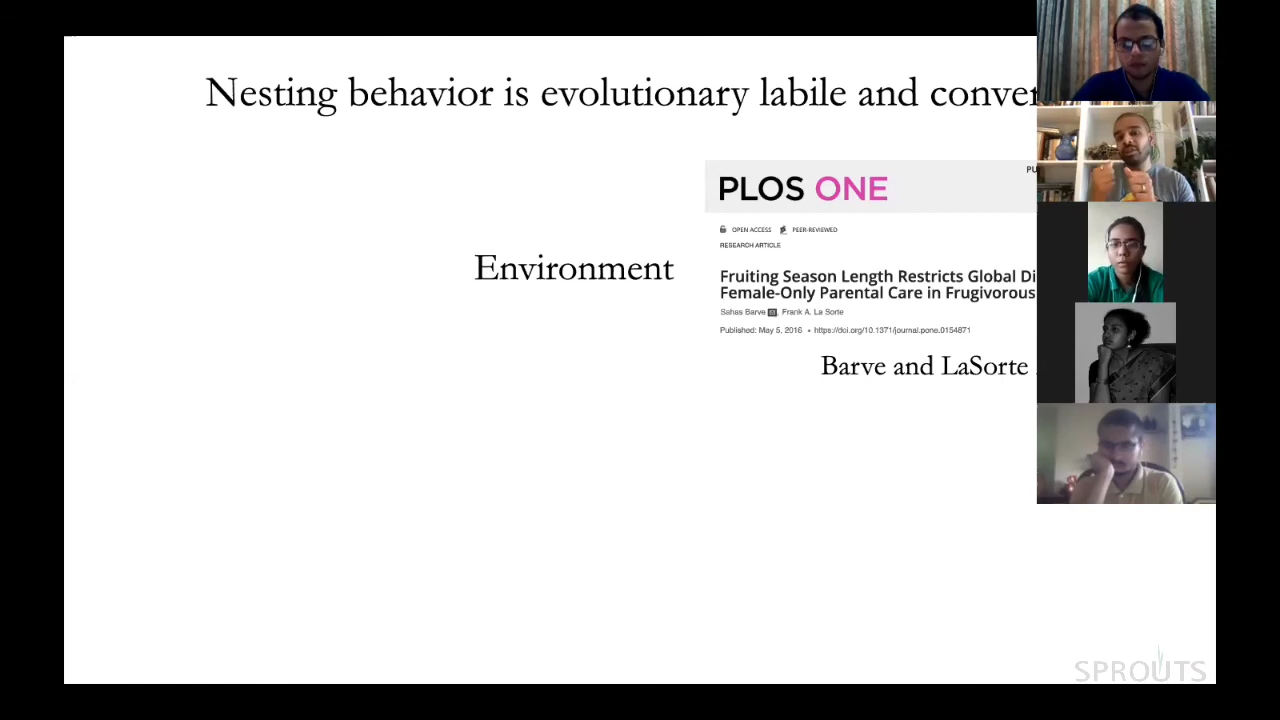 Nesting behavior is evolutionary labile and conver
PLOS ONE
PU
OPEN ACCESS PEER-REVIEWED
RESEARCH ARTICLE
Environment
Fruiting Season Length Restricts Global Di
Female-Only Parental Care in Frugivorous
Sahas Barve, Frank A. La Sorte
Published: May 5, 2016 • https://doi.org/10.1371/journal.pone.0154871
Barve and LaSorte
SPROUTS